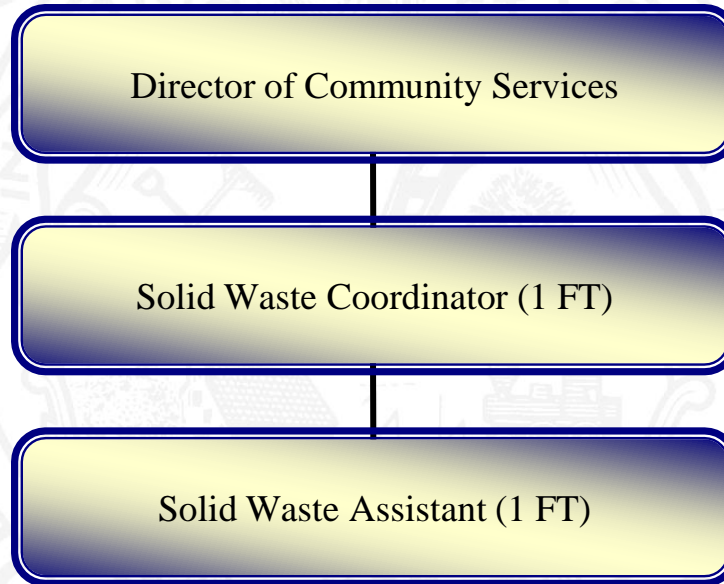 Director of Community Services
Solid Waste Coordinator (1 FT)
Solid Waste Assistant (1 FT)